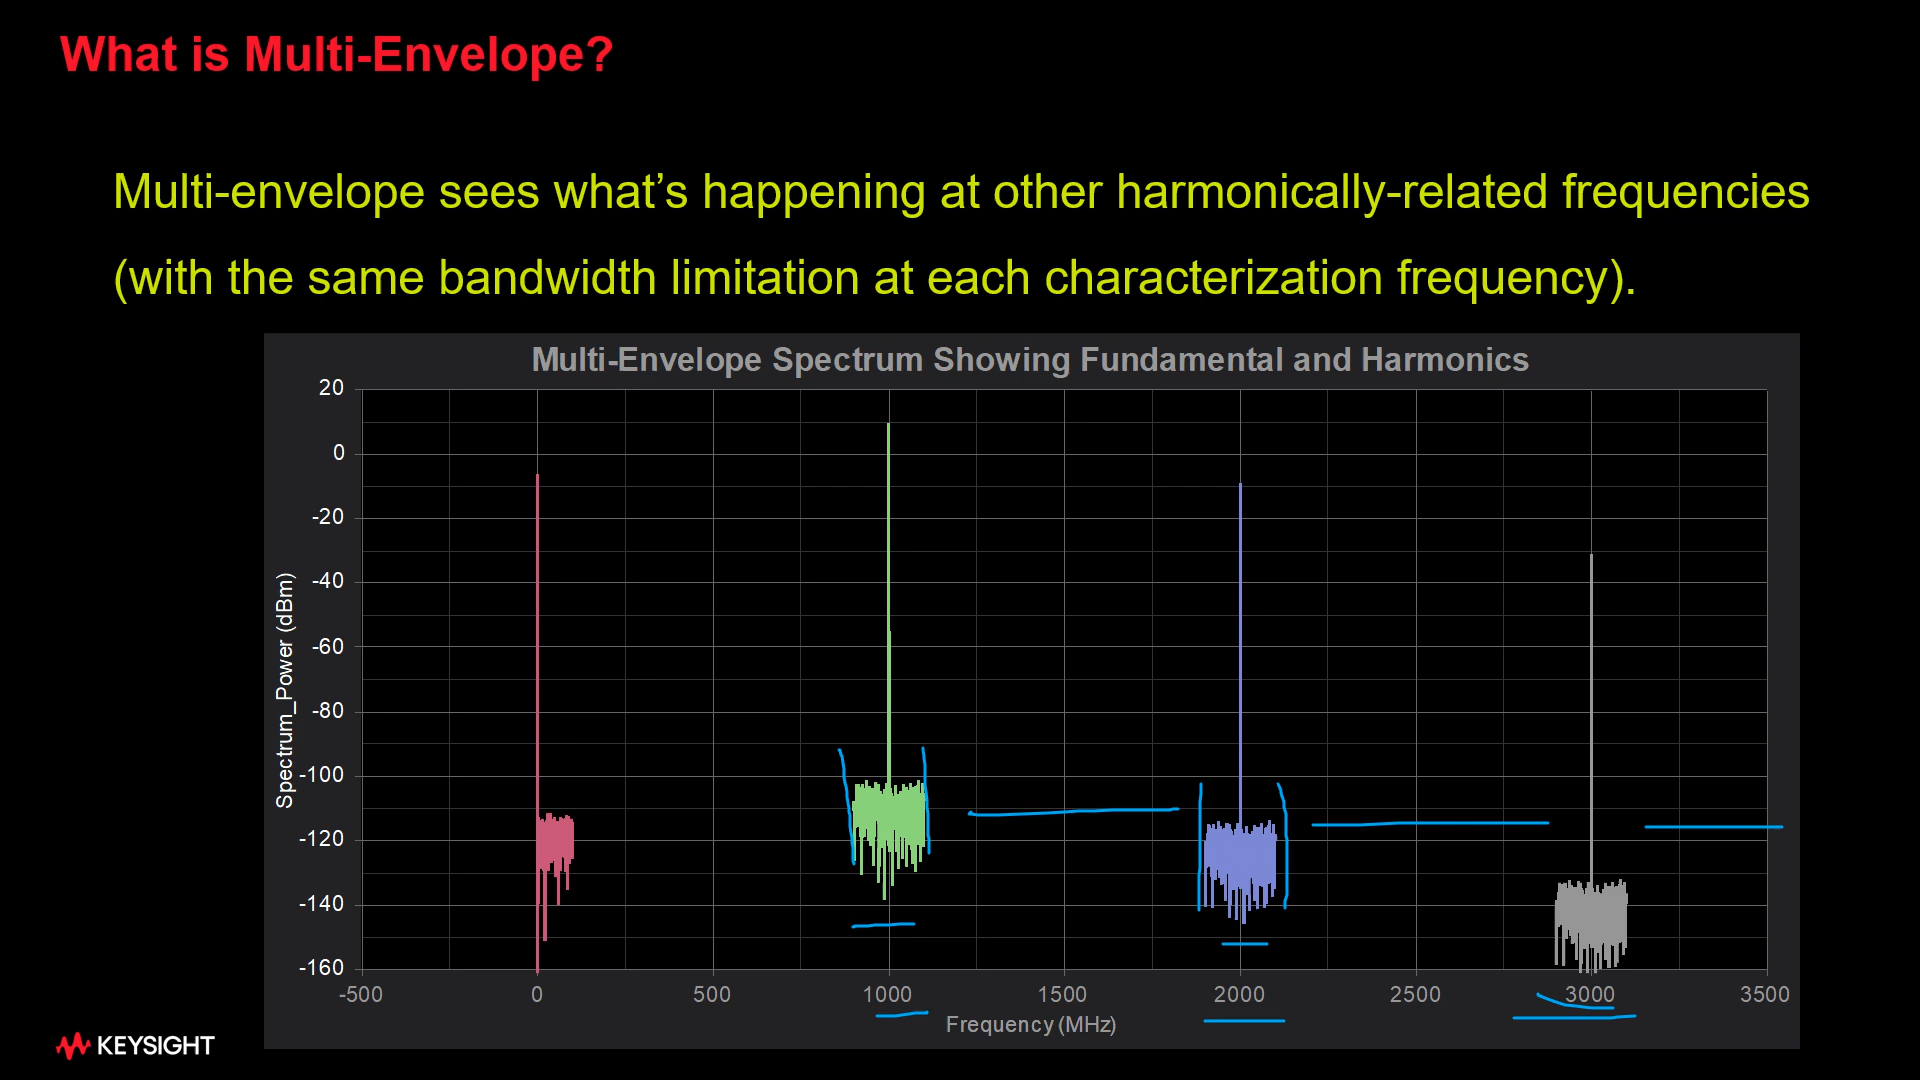 What is Multi-Envelope?
Multi-envelope sees what’s happening at other harmonically-related frequencies
(with the same bandwidth limitation at each characterization frequency).
Multi-Envelope Spectrum Showing Fundamental and Harmonics
Spectrum_Power (dBm)
20
0
-20
-40
-60
-80
-100
-120
-140
-160
-500 0 500 1000 1500 2000 2500 3000 3500
Frequency (MHz)
KEYSIGHT